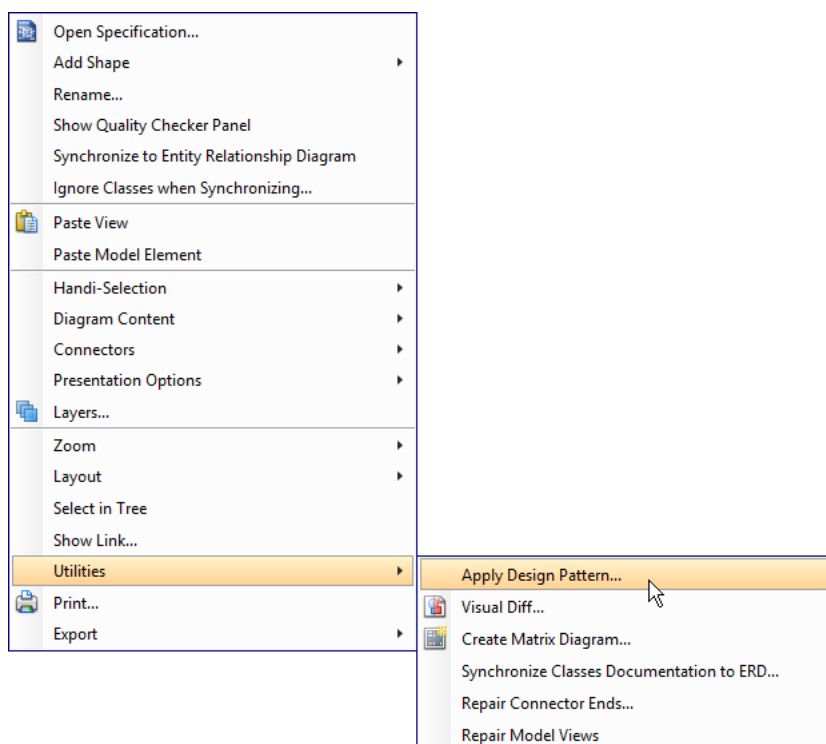 Open Specification...
Add Shape
Rename...
Show Quality Checker Panel
Synchronize to Entity Relationship Diagram
Ignore Classes when Synchronizing...
Paste View
Paste Model Element
Handi-Selection
Diagram Content
Connectors
Presentation Options
Layers...
Zoom
Layout
Select in Tree
Show Link...
Utilities
Print...
Export
Apply Design Pattern...
Visual Diff...
Create Matrix Diagram...
Synchronize Classes Documentation to ERD...
Repair Connector Ends...
Repair Model Views